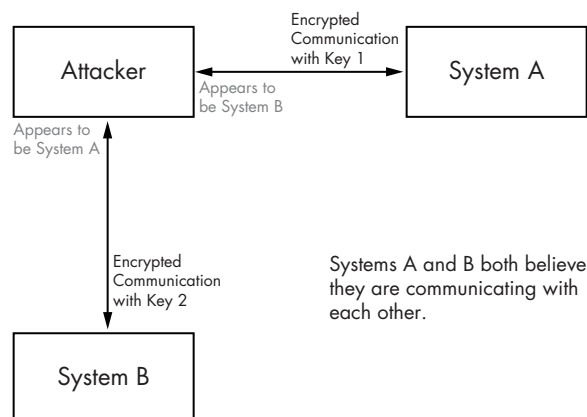 Encrypted
Communication
with Key 1
Attacker
System A
Appears to
be System B
Appears to
be System A
Encrypted
Communication
with Key 2
Systems A and B both believe
they are communicating with
each other.
System B